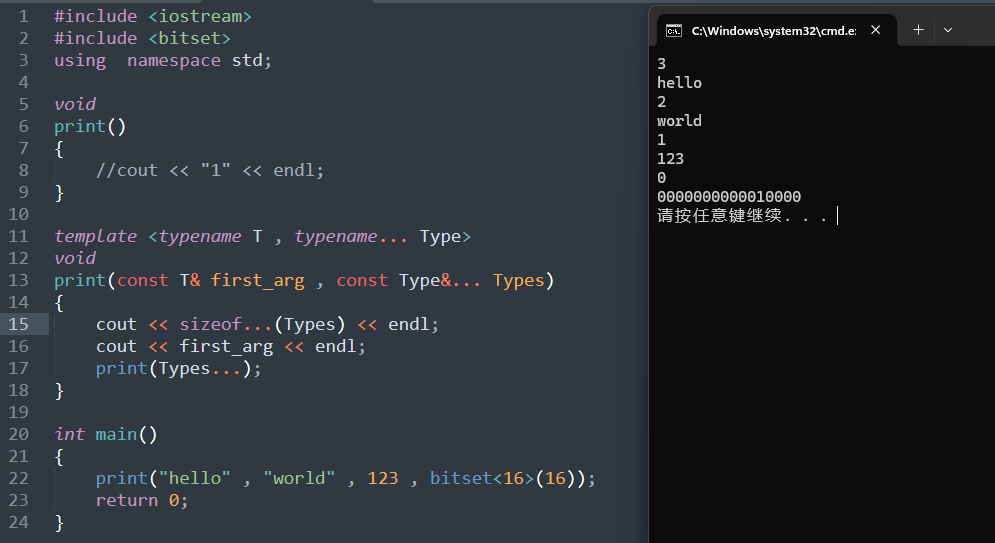 1 #include <iostream>
2 #include <bitset>
3 using  namespace std;
4
5 void
6 print()
7 {
8     //cout << "1" << endl;
9 }
10
11 template <typename T , typename... Type>
12 void
13 print(const T& first_arg , const Type&... Types)
14 {
15     cout << sizeof...(Types) << endl;
16     cout << first_arg << endl;
17     print(Types...);
18 }
19
20 int main()
21 {
22     print("hello" , "world" , 123 , bitset<16>(16));
23     return 0;
24 }
C:\Windows\system32\cmd.e:
3
hello
2
world
1
123
0
0000000000010000
请按任意键继续. . .